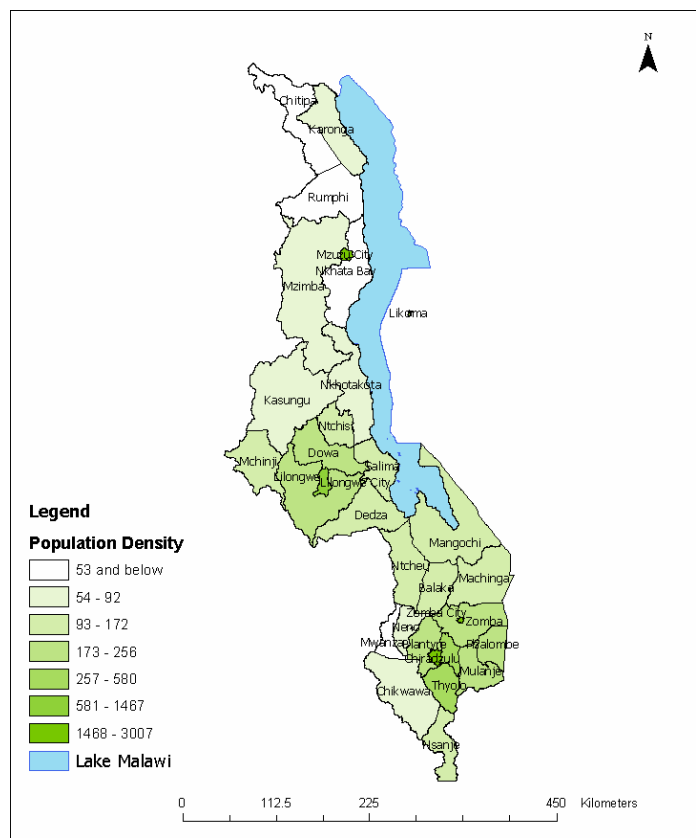 N
Chitipa
Karonga
Rumphi
Mzuzu City
Nkhata Bay
Mzimba
Likoma
Nkhotakota
Kasungu
Ntchisi
Dowa
Mchinji
Salima
Lilongwe
Lilongwe City
Dedza
Mangochi
Ntcheu
Machinga
Balaka
Zomba City
Zomba
Neno
Mwanza
Blantyre
Phalombe
Chiradzulu
Mulanje
Thyolo
Chikwawa
Nsanje
Legend
Population Density
53 and below
54 - 92
93 - 172
173 - 256
257 - 580
581 - 1467
1468 - 3007
Lake Malawi
0 112.5 225 450 Kilometers